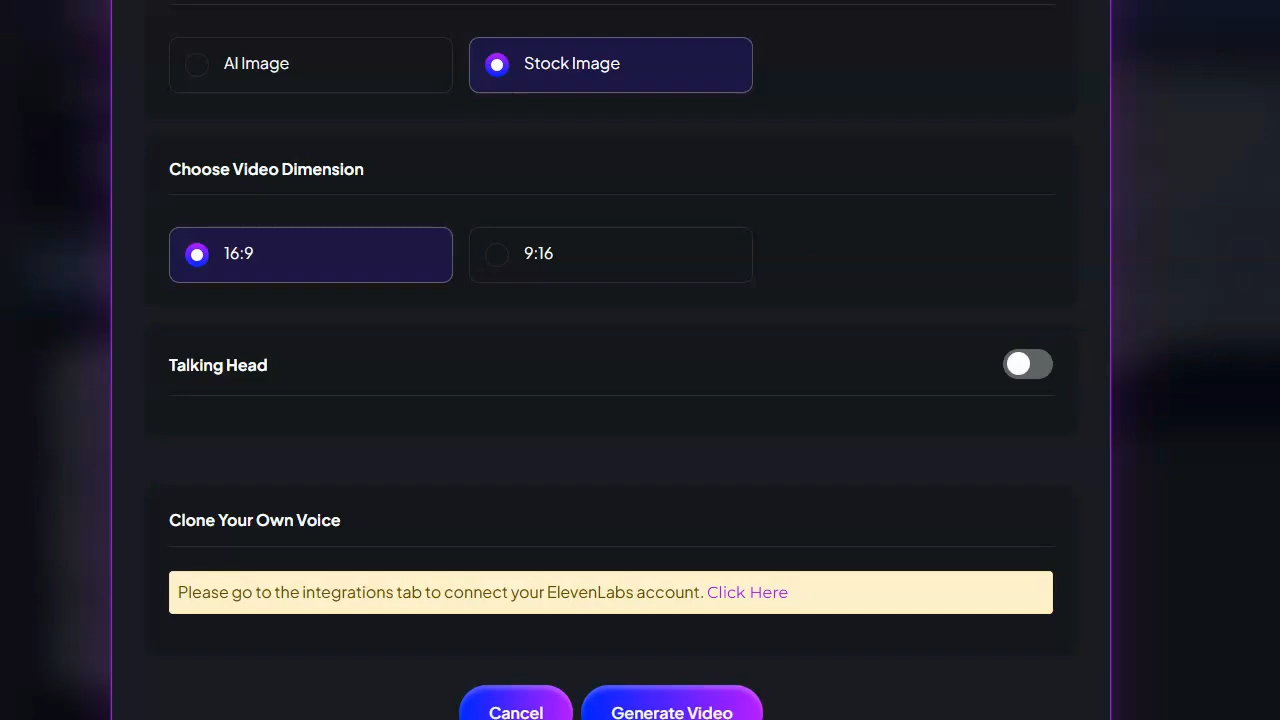 AI Image
Stock Image
Choose Video Dimension
16:9
9:16
Talking Head
Clone Your Own Voice
Please go to the integrations tab to connect your ElevenLabs account. Click Here
Cancel
Generate Video